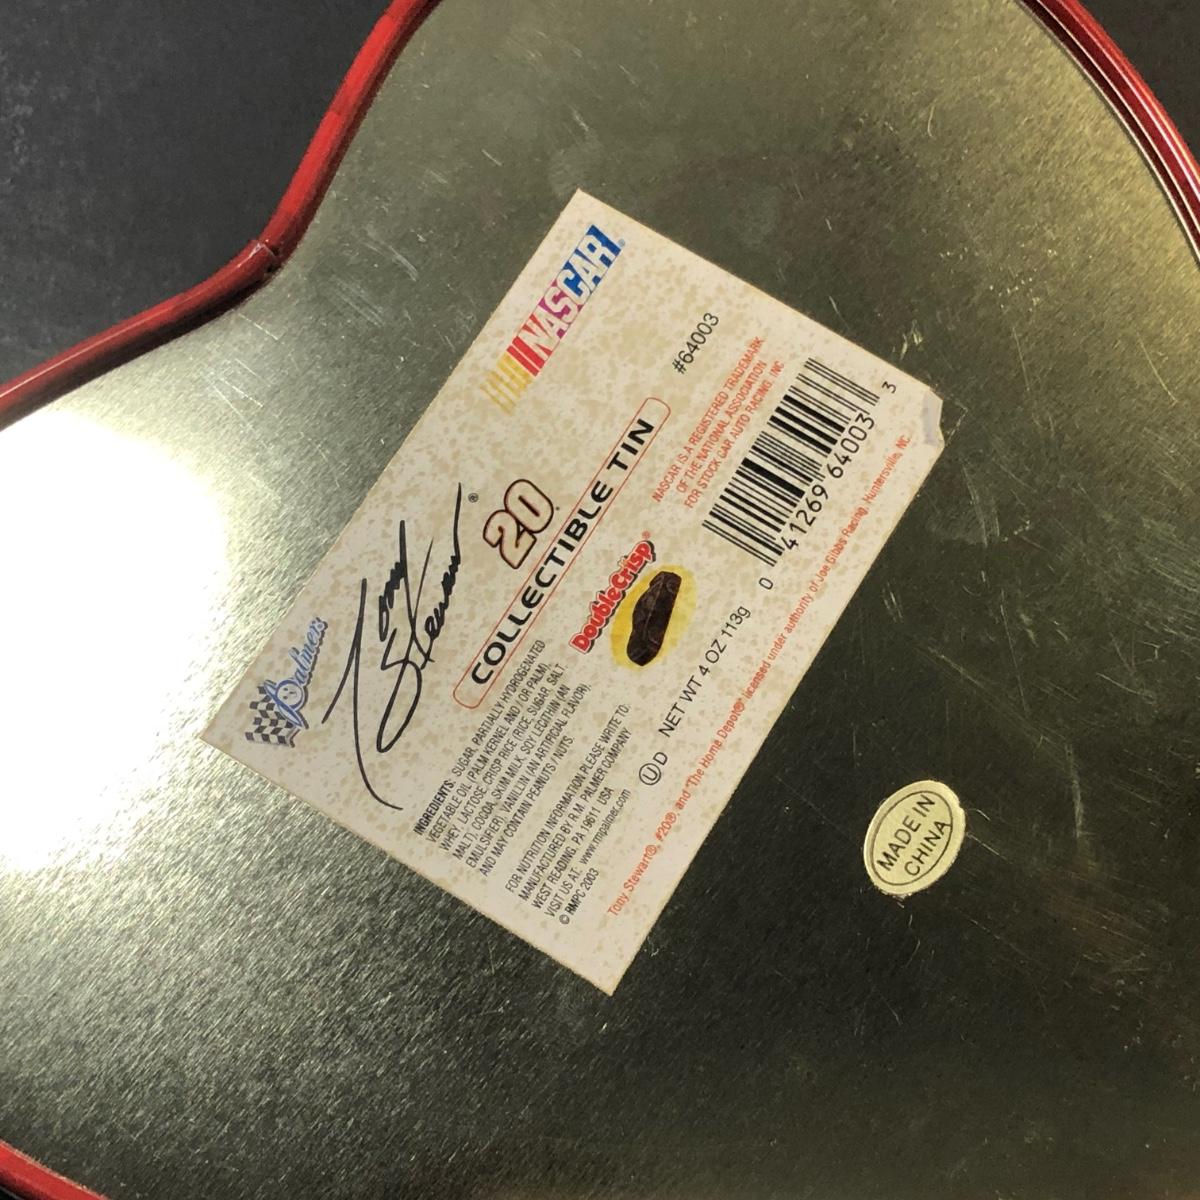 Palmer's
Tony Stewart®
NASCAR®
20
COLLECTIBLE TIN
#64003
INGREDIENTS: SUGAR, PARTIALLY HYDROGENATED
VEGETABLE OIL (PALM KERNEL AND / OR PALM),
WHEY, LACTOSE, CRISP RICE (RICE, SUGAR, SALT
MALT), COCOA, SKIM MILK, SOY LECITHIN (AN
EMULSIFIER), VANILLIN (AN ARTIFICIAL FLAVOR).
AND MAY CONTAIN PEANUTS / NUTS.
DoubleCrisp®
NASCAR IS A REGISTERED TRADEMARK
OF THE NATIONAL ASSOCIATION
FOR STOCK CAR AUTO RACING, INC
FOR NUTRITION INFORMATION PLEASE WRITE TO:
MANUFACTURED BY R.M. PALMER COMPANY
WEST READING, PA 19611 USA
VISIT US AT: www.rmpalmer.com
© RMPC 2003
U D NET WT 4 OZ 113g
0 41269 64003 3
Tony Stewart®, #20®, and "The Home Depot®" licensed under authority of Joe Gibbs Racing, Huntersville, NC.
MADE IN
CHINA